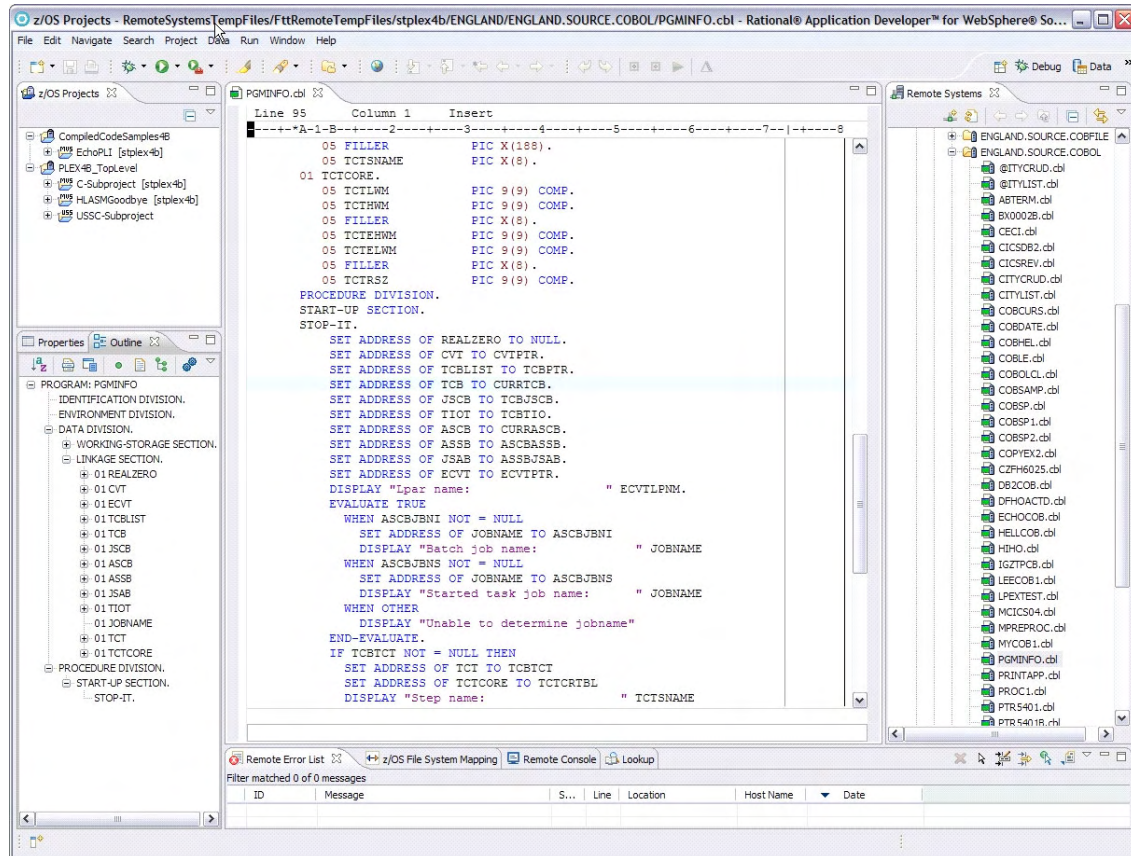 z/OS Projects - RemoteSystemsTempFiles/FttRemoteTempFiles/stplex4b/ENGLAND/ENGLAND.SOURCE.COBOL/PGMINFO.cbl - Rational® Application Developer™ for WebSphere® So...
File Edit Navigate Search Project Data Run Window Help
Debug Data »
z/OS Projects
CompiledCodeSamples4B
EchoPLI [stplex4b]
PLEX4B_TopLevel
C-Subproject [stplex4b]
HLASMGoodbye [stplex4b]
USSC-Subproject
Properties Outline
PROGRAM: PGMINFO
IDENTIFICATION DIVISION.
ENVIRONMENT DIVISION.
DATA DIVISION.
WORKING-STORAGE SECTION.
LINKAGE SECTION.
01 REALZERO
01 CVT
01 ECVT
01 TCBLIST
01 TCB
01 JSCB
01 ASCB
01 ASSB
01 JSAB
01 TIOT
01 JOBNAME
01 TCT
01 TCTCORE
PROCEDURE DIVISION.
START-UP SECTION.
STOP-IT.
PGMINFO.cbl
Line 95 Column 1 Insert
----+-*A-1-B--+----2----+----3----+----4----+----5----+----6----+----7--|-+----8
05 FILLER PIC X(188).
05 TCTSNAME PIC X(8).
01 TCTCORE.
05 TCTLWM PIC 9(9) COMP.
05 TCTHWM PIC 9(9) COMP.
05 FILLER PIC X(8).
05 TCTEHWM PIC 9(9) COMP.
05 TCTELWM PIC 9(9) COMP.
05 FILLER PIC X(8).
05 TCTRSZ PIC 9(9) COMP.
PROCEDURE DIVISION.
START-UP SECTION.
STOP-IT.
SET ADDRESS OF REALZERO TO NULL.
SET ADDRESS OF CVT TO CVTPTR.
SET ADDRESS OF TCBLIST TO TCBPTR.
SET ADDRESS OF TCB TO CURRTCB.
SET ADDRESS OF JSCB TO TCBJSCB.
SET ADDRESS OF TIOT TO TCBTIO.
SET ADDRESS OF ASCB TO CURRASCB.
SET ADDRESS OF ASSB TO ASCBASSB.
SET ADDRESS OF JSAB TO ASSBJSAB.
SET ADDRESS OF ECVT TO ECVTPTR.
DISPLAY "Lpar name: " ECVTLPNM.
EVALUATE TRUE
WHEN ASCBJBNI NOT = NULL
SET ADDRESS OF JOBNAME TO ASCBJBNI
DISPLAY "Batch job name: " JOBNAME
WHEN ASCBJBNS NOT = NULL
SET ADDRESS OF JOBNAME TO ASCBJBNS
DISPLAY "Started task job name: " JOBNAME
WHEN OTHER
DISPLAY "Unable to determine jobname"
END-EVALUATE.
IF TCBTCT NOT = NULL THEN
SET ADDRESS OF TCT TO TCBTCT
SET ADDRESS OF TCTCORE TO TCTCRTBL
DISPLAY "Step name: " TCTSNAME
Remote Systems
ENGLAND.SOURCE.COBFILE
ENGLAND.SOURCE.COBOL
@ITYCRUD.cbl
@ITYLIST.cbl
ABTERM.cbl
BX0002B.cbl
CECI.cbl
CICSDB2.cbl
CICSREV.cbl
CITYCRUD.cbl
CITYLIST.cbl
COBCURS.cbl
COBDATE.cbl
COBHEL.cbl
COBLE.cbl
COBOLCL.cbl
COBSAMP.cbl
COBSP.cbl
COBSP1.cbl
COBSP2.cbl
COPYEX2.cbl
CZFH6025.cbl
DB2COB.cbl
DFHOACTD.cbl
ECHOCOB.cbl
HELLCOB.cbl
HIHO.cbl
IGZTPCB.cbl
LEECOB1.cbl
LPEXTEST.cbl
MCICS04.cbl
MPREPROC.cbl
MYCOB1.cbl
PGMINFO.cbl
PRINTAPP.cbl
PROC1.cbl
PTR5401.cbl
PTR5401B.cbl
Remote Error List z/OS File System Mapping Remote Console Lookup
Filter matched 0 of 0 messages
ID Message S... Line Location Host Name Date